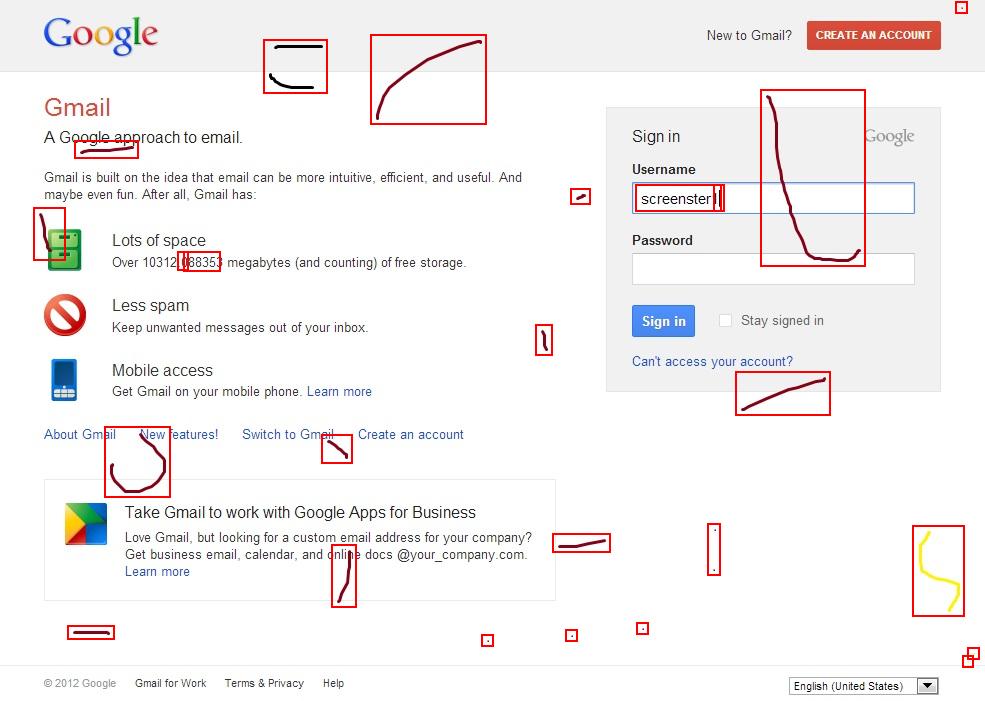 Google
New to Gmail? CREATE AN ACCOUNT
Gmail
A Google approach to email.
Gmail is built on the idea that email can be more intuitive, efficient, and useful. And
maybe even fun. After all, Gmail has:
Lots of space
Over 10312.088353 megabytes (and counting) of free storage.
Less spam
Keep unwanted messages out of your inbox.
Mobile access
Get Gmail on your mobile phone. Learn more
About Gmail New features! Switch to Gmail Create an account
Take Gmail to work with Google Apps for Business
Love Gmail, but looking for a custom email address for your company?
Get business email, calendar, and online docs @your_company.com.
Learn more
Sign in Google
Username
screenster
Password
Sign in Stay signed in
Can't access your account?
© 2012 Google Gmail for Work Terms & Privacy Help English (United States)